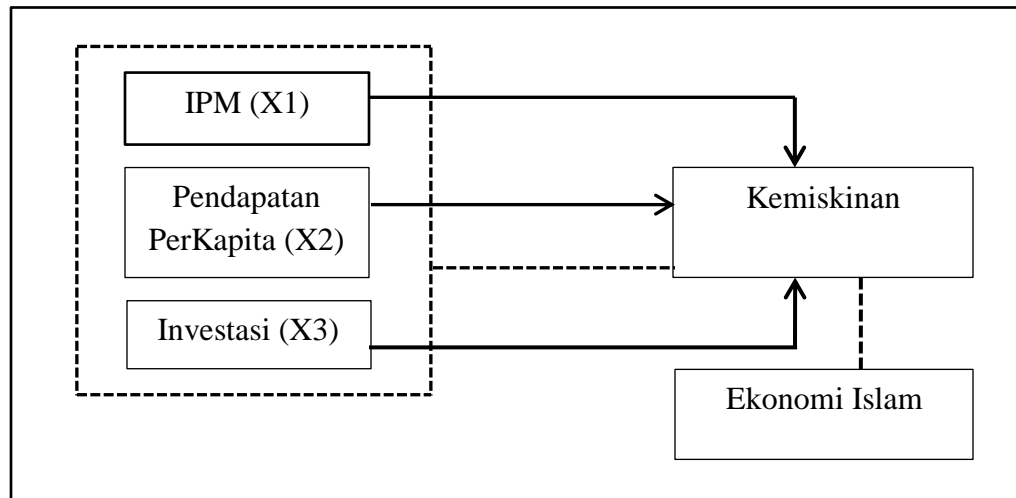 IPM (X1)
Pendapatan
PerKapita (X2)
Investasi (X3)
Kemiskinan
Ekonomi Islam